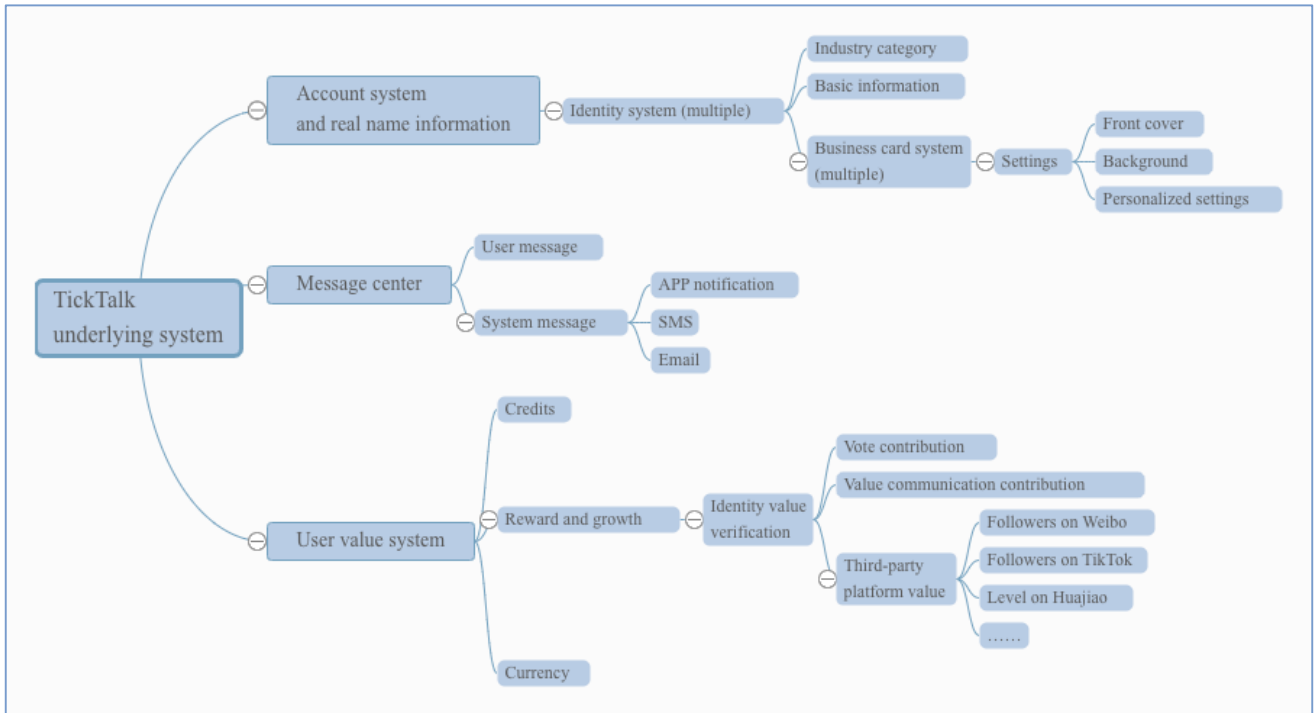 TickTalk
underlying system
Account system
and real name information
Identity system (multiple)
Industry category
Basic information
Business card system
(multiple)
Settings
Front cover
Background
Personalized settings
Message center
User message
System message
APP notification
SMS
Email
User value system
Credits
Reward and growth
Identity value
verification
Vote contribution
Value communication contribution
Third-party
platform value
Followers on Weibo
Followers on TikTok
Level on Huajiao
……
Currency